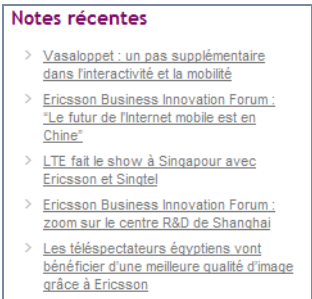 Notes récentes
Vasaloppet : un pas supplémentaire
dans l'interactivité et la mobilité
Ericsson Business Innovation Forum :
"Le futur de l'Internet mobile est en
Chine"
LTE fait le show à Singapour avec
Ericsson et Singtel
Ericsson Business Innovation Forum :
zoom sur le centre R&D de Shanghai
Les téléspectateurs égyptiens vont
bénéficier d'une meilleure qualité d'image
grâce à Ericsson